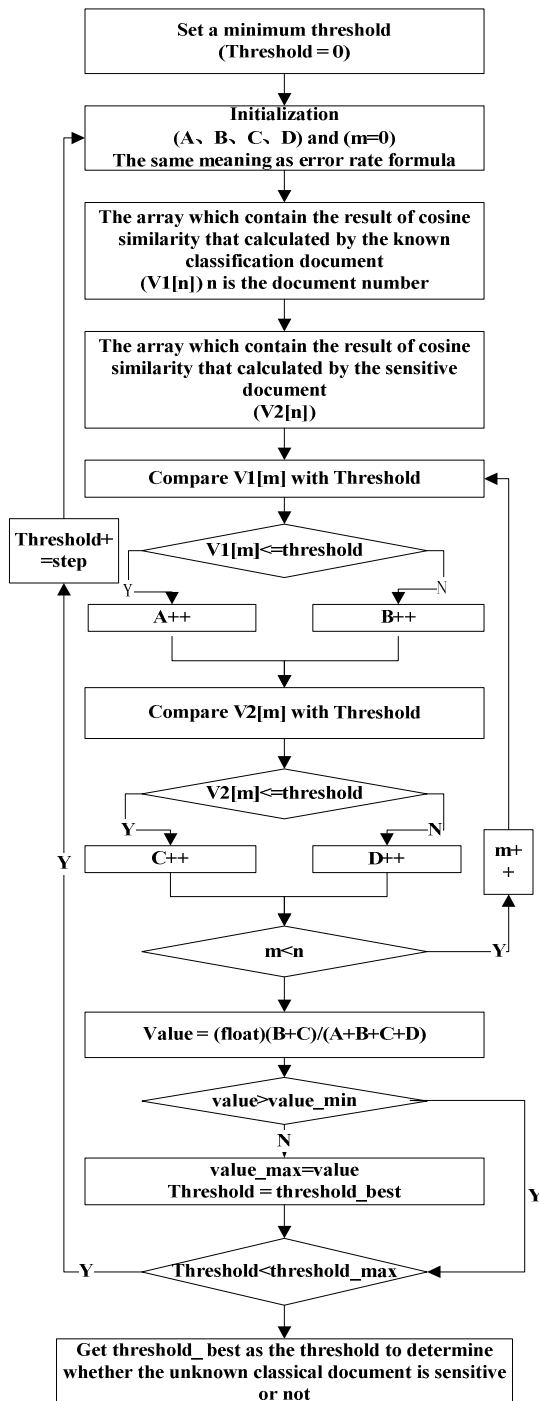 Set a minimum threshold
(Threshold = 0)
Initialization
(A、B、C、D) and (m=0)
The same meaning as error rate formula
The array which contain the result of cosine
similarity that calculated by the known
classification document
(V1[n]) n is the document number
The array which contain the result of cosine
similarity that calculated by the sensitive
document
(V2[n])
Compare V1[m] with Threshold
Threshold+
=step
V1[m]<=threshold
Y
N
A++
B++
Compare V2[m] with Threshold
V2[m]<=threshold
Y
N
C++
D++
Y
m+
+
m<n
Y
Value = (float)(B+C)/(A+B+C+D)
value>value_min
N
value_max=value
Threshold = threshold_best
Y
Threshold<threshold_max
Y
Get threshold_best as the threshold to determine
whether the unknown classical document is sensitive
or not